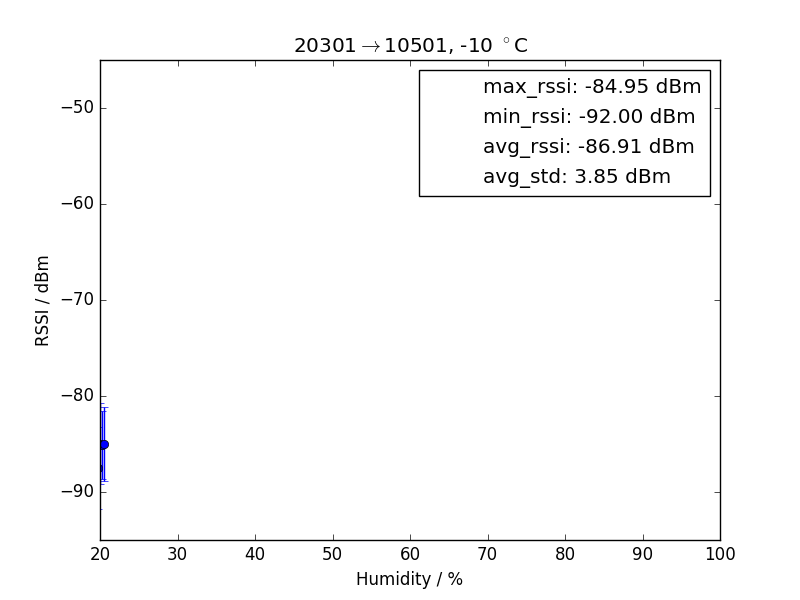 20301→10501, -10 °C
max_rssi: -84.95 dBm
min_rssi: -92.00 dBm
avg_rssi: -86.91 dBm
avg_std: 3.85 dBm
−50
−60
−70
−80
−90
RSSI / dBm
20 30 40 50 60 70 80 90 100
Humidity / %